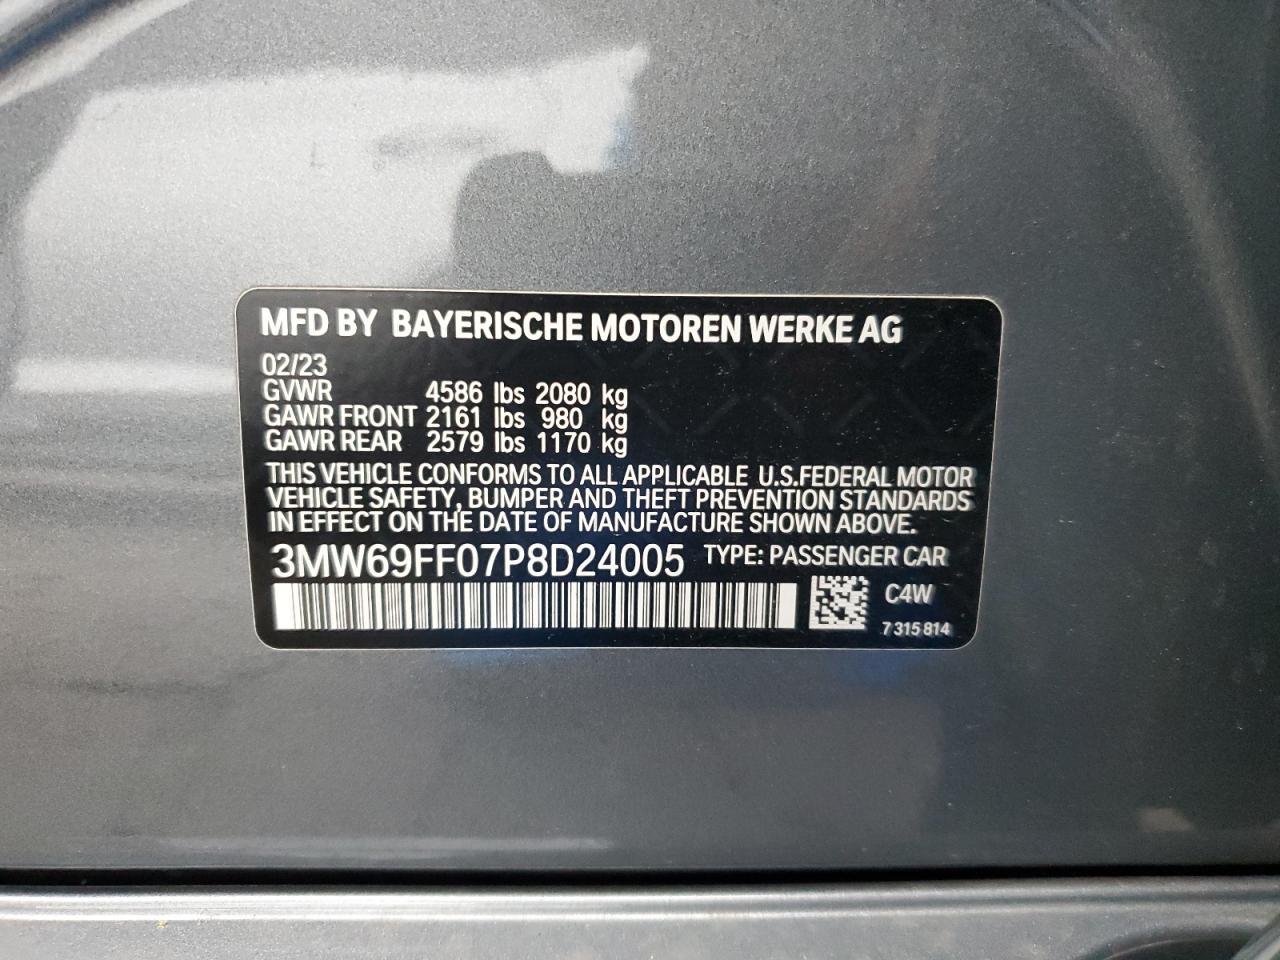 MFD BY BAYERISCHE MOTOREN WERKE AG
02/23
GVWR 4586 lbs 2080 kg
GAWR FRONT 2161 lbs 980 kg
GAWR REAR 2579 lbs 1170 kg
THIS VEHICLE CONFORMS TO ALL APPLICABLE U.S.FEDERAL MOTOR
VEHICLE SAFETY, BUMPER AND THEFT PREVENTION STANDARDS
IN EFFECT ON THE DATE OF MANUFACTURE SHOWN ABOVE.
3MW69FF07P8D24005 TYPE: PASSENGER CAR
C4W
7 315 814